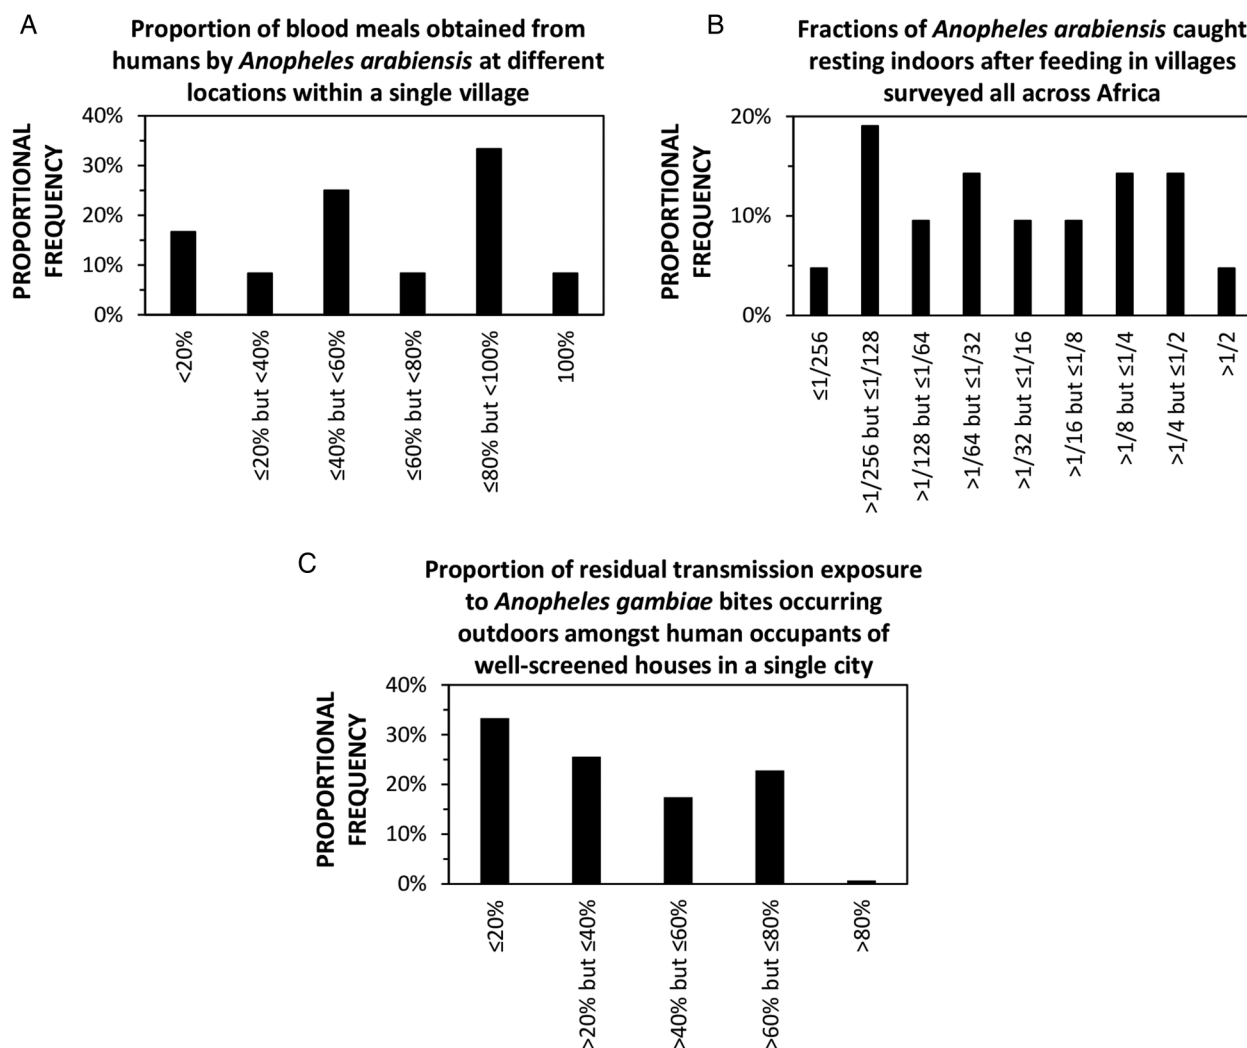 A
Proportion of blood meals obtained from
humans by Anopheles arabiensis at different
locations within a single village
PROPORTIONAL
FREQUENCY
40%
30%
20%
10%
0%
<20%
≤20% but <40%
≤40% but <60%
≤60% but <80%
≤80% but <100%
100%
B
Fractions of Anopheles arabiensis caught
resting indoors after feeding in villages
surveyed all across Africa
PROPORTIONAL
FREQUENCY
20%
10%
0%
≤1/256
>1/256 but ≤1/128
>1/128 but ≤1/64
>1/64 but ≤1/32
>1/32 but ≤1/16
>1/16 but ≤1/8
>1/8 but ≤1/4
>1/4 but ≤1/2
>1/2
C
Proportion of residual transmission exposure
to Anopheles gambiae bites occurring
outdoors amongst human occupants of
well-screened houses in a single city
PROPORTIONAL
FREQUENCY
40%
30%
20%
10%
0%
≤20%
>20% but ≤40%
>40% but ≤60%
>60% but ≤80%
>80%